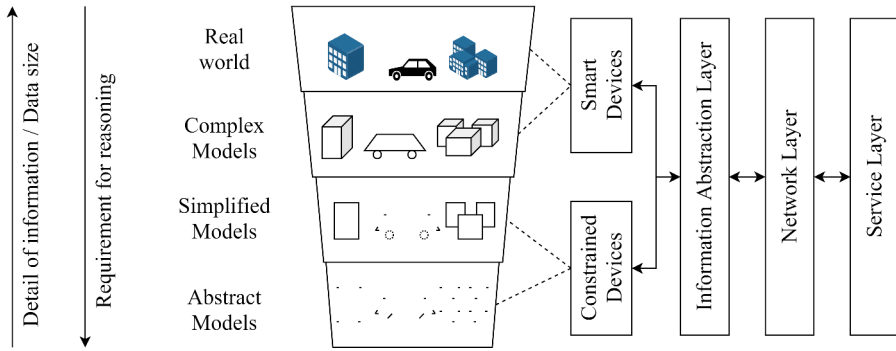 Detail of information / Data size
Requirement for reasoning
Real
world
Complex
Models
Simplified
Models
Abstract
Models
Smart
Devices
Constrained
Devices
Information Abstraction Layer
Network Layer
Service Layer